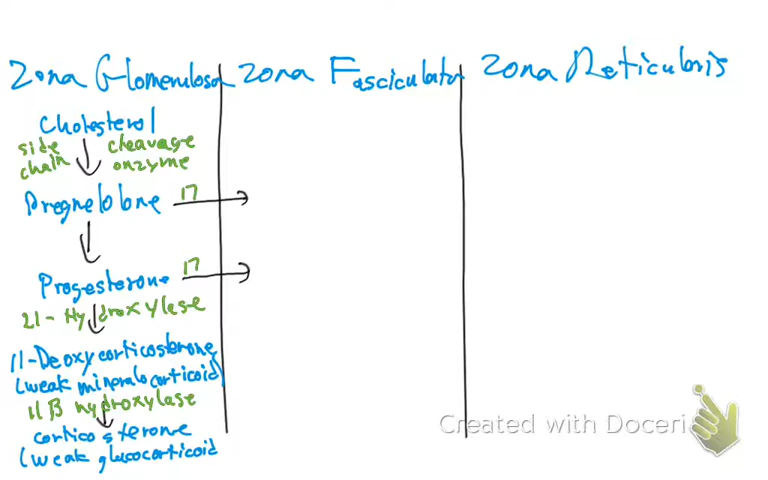 Zona Glomerulosa
Zona Fasciculata
Zona Reticularis
Cholesterol
side chain
cleavage enzyme
Pregnelolone
17
Progesterone
17
21-Hydroxylase
11-Deoxycorticosterone
(weak mineralocorticoid)
11 β hydroxylase
corticosterone
(weak glucocorticoid
Created with Doceri